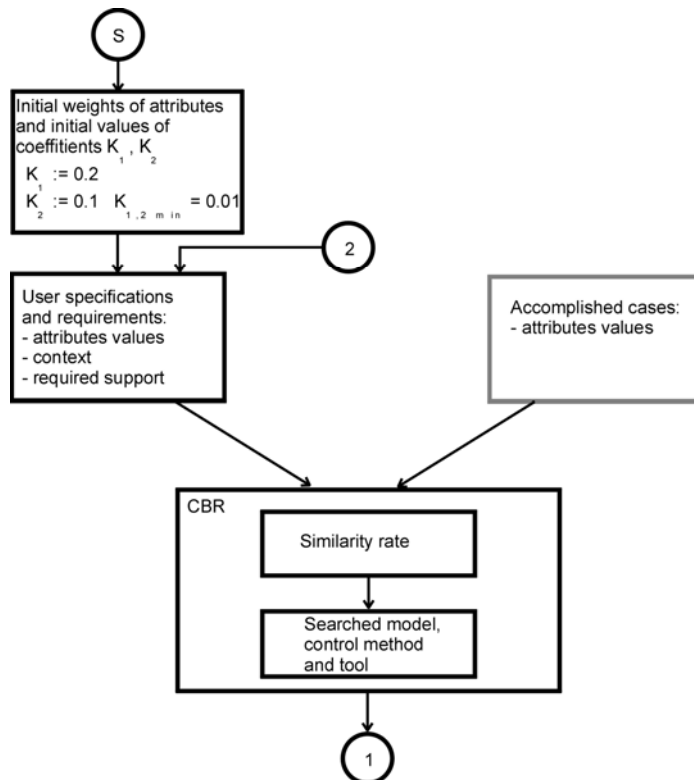 S
Initial weights of attributes
and initial values of
coeffitients K₁ , K₂
K₁ := 0.2
K₂ := 0.1 K₁,₂ ₘᵢₙ = 0.01
2
User specifications
and requirements:
- attributes values
- context
- required support
Accomplished cases:
- attributes values
CBR
Similarity rate
Searched model,
control method
and tool
1